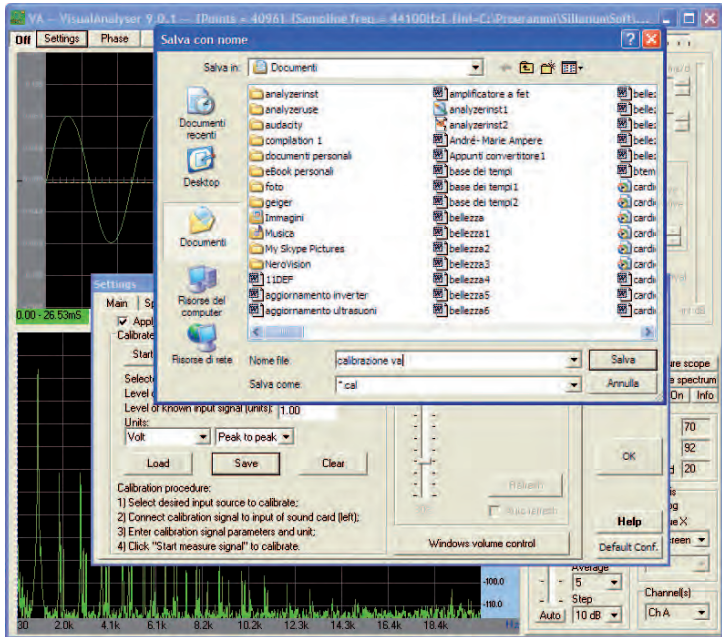 VA -- VisualAnalyser 9.0.1 -- [Points = 4096] [Sampling freq = 44100Hz] [Ini=C:\Programmi\SillanumSoft\...
Off Settings Phase
Salva con nome
Salva in: Documenti
Documenti recenti
Desktop
Documenti
Risorse del computer
Risorse di rete
analyzerinst
analyzeruse
audacity
compilation 1
documenti personali
eBook personali
foto
geiger
Immagini
Musica
My Skype Pictures
NeroVision
11DEF
aggiornamento inverter
aggiornamento ultrasuoni
amplificatore a fet
analyzerinst1
analyzerinst2
André- Marie Ampere
Appunti convertitore1
base dei tempi
base dei tempi1
base dei tempi2
bellezza
bellezza1
bellezza2
bellezza3
bellezza4
bellezza5
bellezza6
Nome file: calibrazione va
Salva
Salva come: *.cal
Annulla
0.00 - 26.53mS
Settings
Main
Calibrate
Level of known input signal (units): 1.00
Units:
Volt
Peak to peak
Load
Save
Clear
Calibration procedure:
1) Select desired input source to calibrate;
2) Connect calibration signal to input of sound card (left);
3) Enter calibration signal parameters and unit;
4) Click "Start measure signal" to calibrate.
Windows volume control
OK
Help
Default Conf.
re scope
spectrum
On Info
70
92
20
Average
5
Step
Auto 10 dB
Channel(s)
Ch A
-100.0
-110.0
30 2.0k 4.1k 6.1k 8.2k 10.2k 12.3k 14.3k 16.4k 18.4k Hz